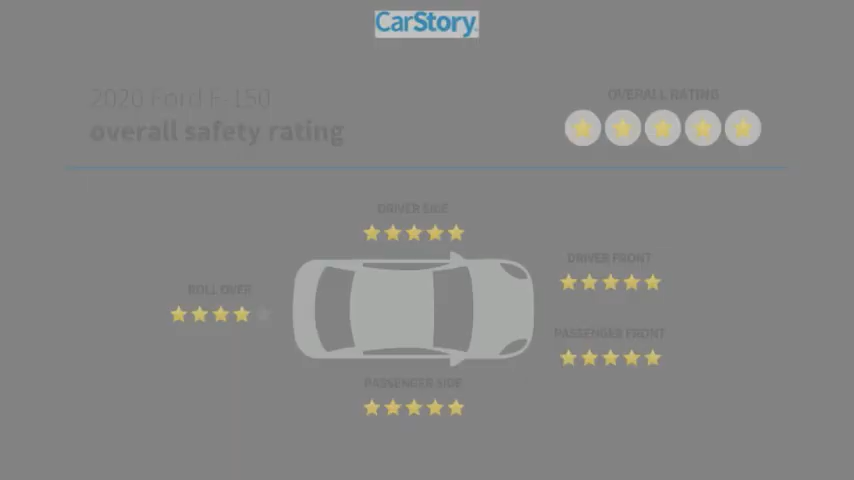 CarStory
2020 Ford F-150
overall safety rating
OVERALL RATING
DRIVER SIDE
DRIVER FRONT
ROLL OVER
PASSENGER FRONT
PASSENGER SIDE